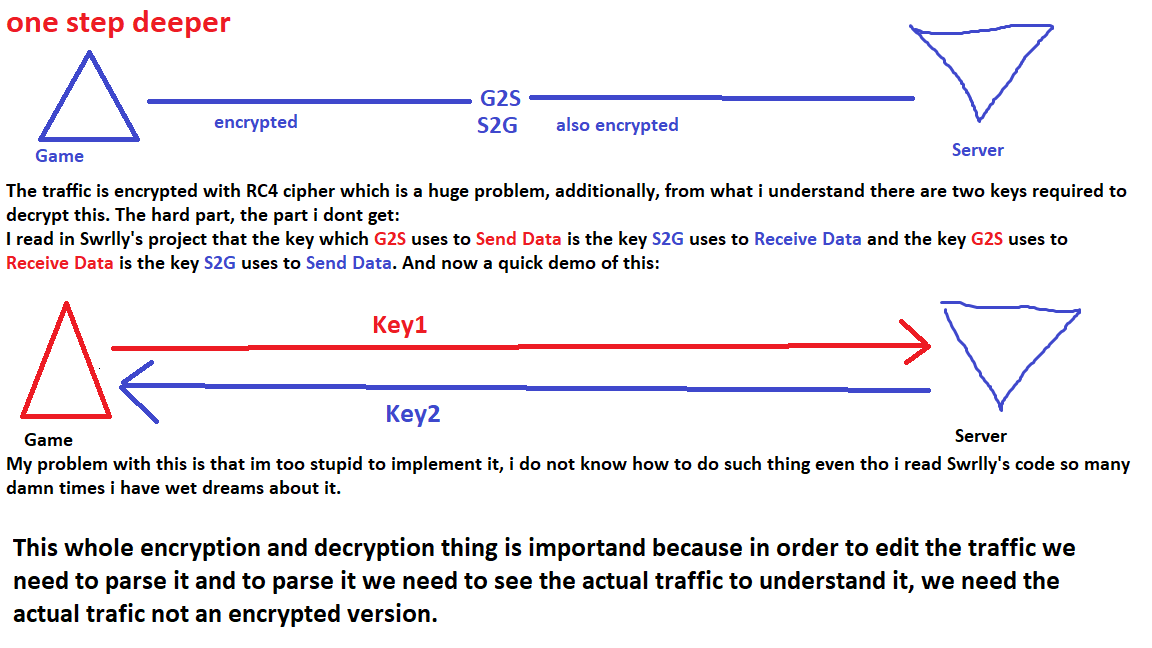 one step deeper
G2S
encrypted
S2G
also encrypted
Game
Server
The traffic is encrypted with RC4 cipher which is a huge problem, additionally, from what i understand there are two keys required to
decrypt this. The hard part, the part i dont get:
I read in Swrlly's project that the key which G2S uses to Send Data is the key S2G uses to Receive Data and the key G2S uses to
Receive Data is the key S2G uses to Send Data. And now a quick demo of this:
Key1
Key2
Game
Server
My problem with this is that im too stupid to implement it, i do not know how to do such thing even tho i read Swrlly's code so many
damn times i have wet dreams about it.
This whole encryption and decryption thing is importand because in order to edit the traffic we
need to parse it and to parse it we need to see the actual traffic to understand it, we need the
actual trafic not an encrypted version.